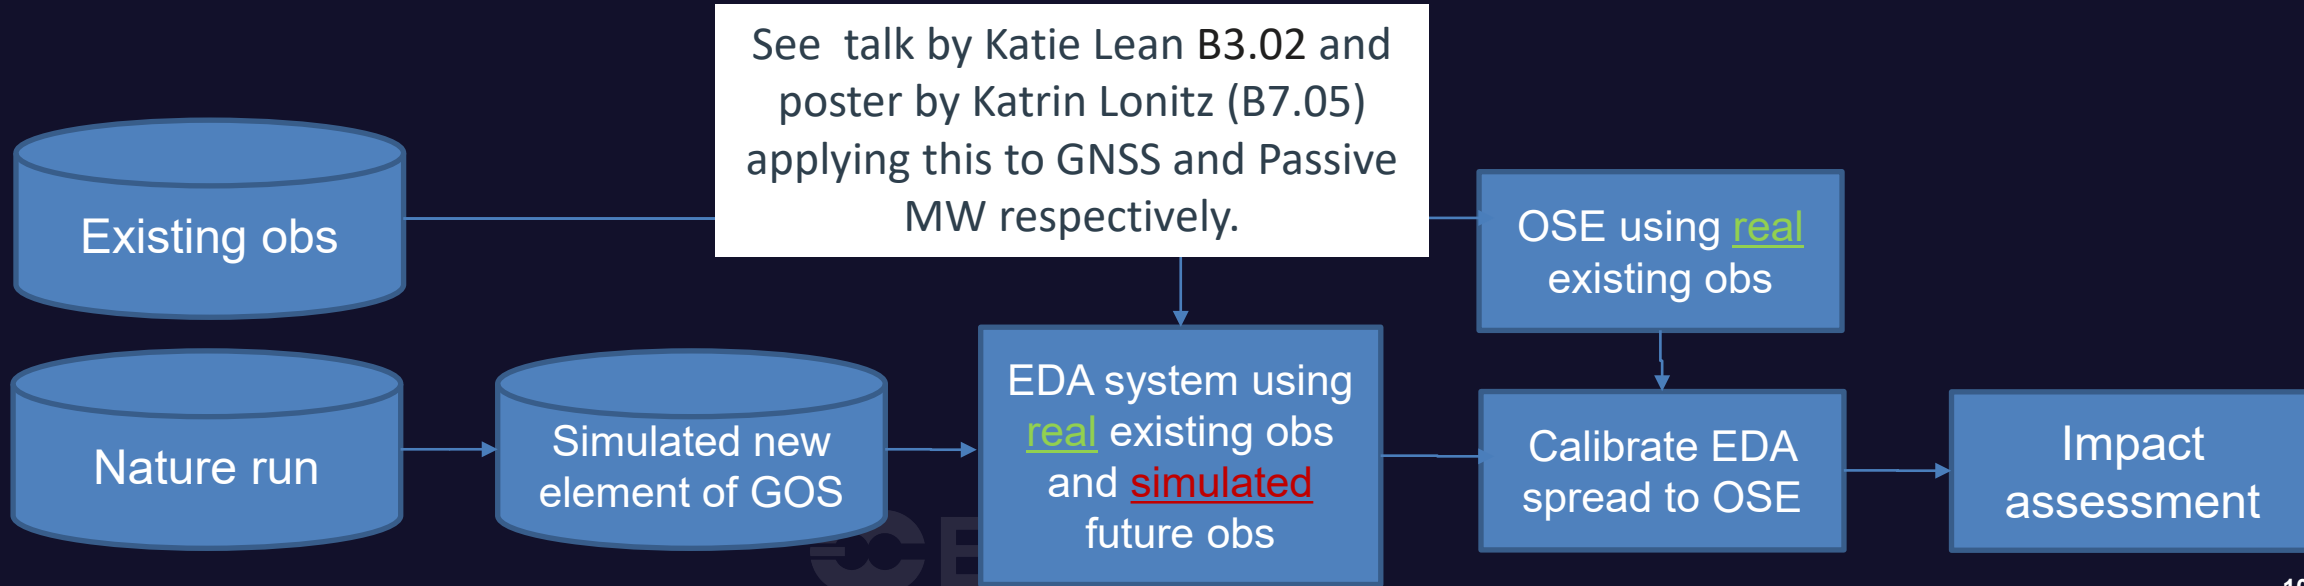 See talk by Katie Lean B3.02 and
poster by Katrin Lonitz (B7.05)
applying this to GNSS and Passive
MW respectively.
Existing obs
OSE using real
existing obs
Nature run
Simulated new
element of GOS
EDA system using
real existing obs
and simulated
future obs
Calibrate EDA
spread to OSE
Impact
assessment